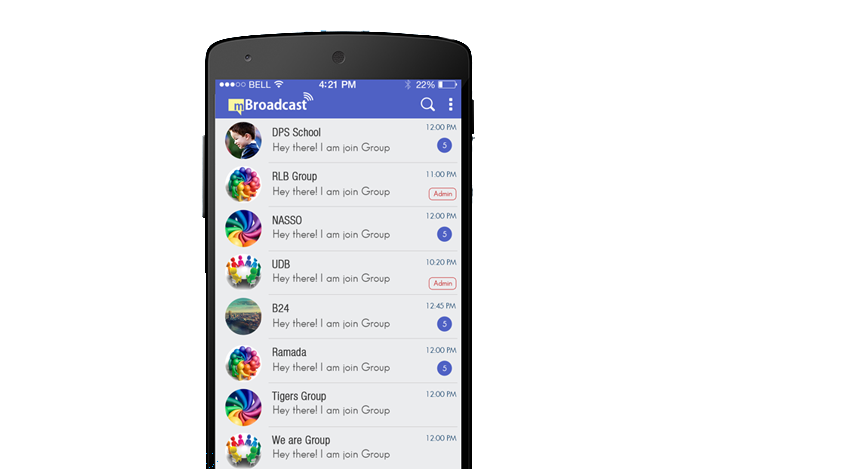 BELL 4:21 PM 22%
mBroadcast
DPS School 12:00 PM
Hey there! I am join Group 5
RLB Group 11:00 PM
Hey there! I am join Group Admin
NASSO 12:00 PM
Hey there! I am join Group 5
UDB 10:20 PM
Hey there! I am join Group Admin
B24 12:45 PM
Hey there! I am join Group 5
Ramada 12:00 PM
Hey there! I am join Group 5
Tigers Group 12:00 PM
Hey there! I am join Group
We are Group 12:00 PM
Hey there! I am join Group